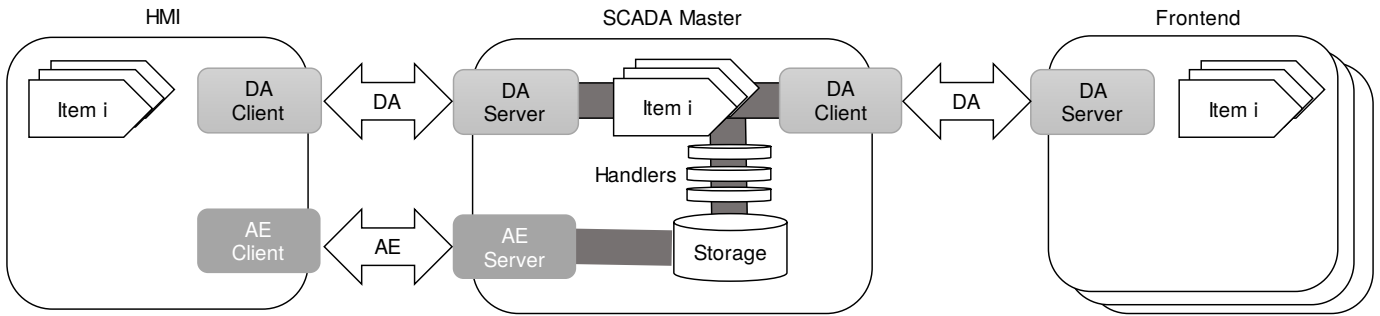 HMI
SCADA Master
Frontend
Item i
DA
Client
DA
DA
Server
Item i
DA
Client
DA
DA
Server
Item i
Handlers
AE
Client
AE
AE
Server
Storage